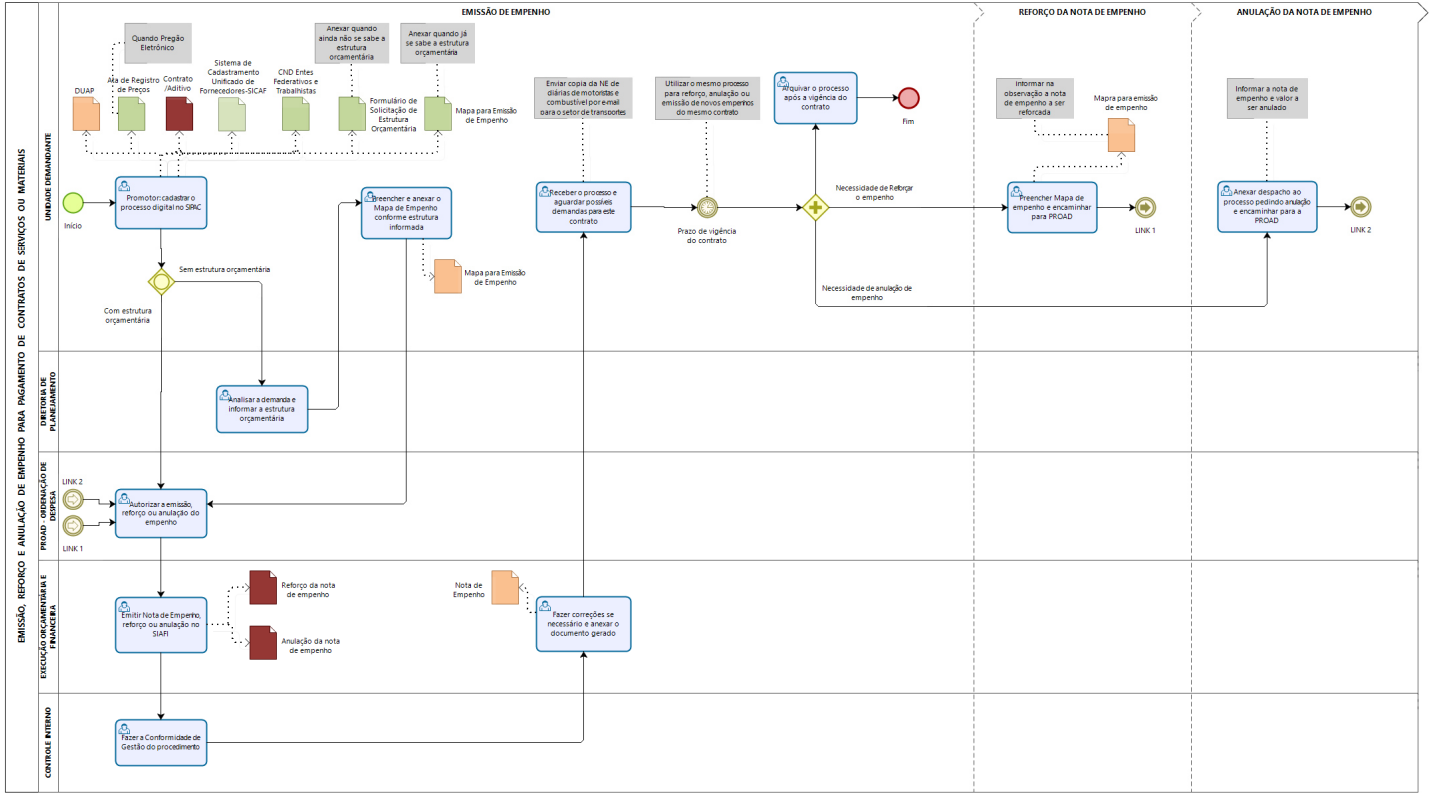 EMISSÃO, REFORÇO E ANULAÇÃO DE EMPENHO PARA PAGAMENTO DE CONTRATOS DE SERVIÇOS OU MATERIAIS
EMISSÃO DE EMPENHO
REFORÇO DA NOTA DE EMPENHO
ANULAÇÃO DA NOTA DE EMPENHO
UNIDADE DEMANDANTE
Quando Pregão
Eletrônico
Anexar quando
ainda não se sabe a
estrutura
orçamentária
Anexar quando já
se sabe a estrutura
orçamentária
DUAP
Ata de Registro
de Preços
Contrato
/Aditivo
Sistema de
Cadastramento
Unificado de
Fornecedores-SICAF
CND Entes
Federativos e
Trabalhistas
Formulário de
Solicitação de
Estrutura
Orçamentária
Mapa para Emissão
de Empenho
Enviar copia da NE de
diárias de motoristas e
combustível por e-mail
para o setor de transportes
Utilizar o mesmo processo
para reforço, anulação ou
emissão de novos empenhos
do mesmo contrato
Arquivar o processo
após a vigência do
contrato
Fim
Informar na
observação a nota
de empenho a ser
reforcada
Mapra para emissão
de empenho
Informar a nota de
empenho e valor a
ser anulado
Início
Promotor: cadastrar o
processo digital no SIPAC
Preencher e anexar o
Mapa de Empenho
conforme estrutura
informada
Mapa para Emissão
de Empenho
Receber o processo e
aguardar possíveis
demandas para este
contrato
Prazo de vigência
do contrato
Necessidade de Reforçar
o empenho
Preencher Mapa de
empenho e encaminhar
para PROAD
LINK 1
Anexar despacho ao
processo pedindo anulação
e encaminhar para a
PROAD
LINK 2
Sem estrutura orçamentária
Com estrutura
orçamentária
Necessidade de anulação de
empenho
DIRETORIA DE
PLANEJAMENTO
Analisar a demanda e
informar a estrutura
orçamentária
PROAD - ORDENAÇÃO DE
DESPESA
LINK 2
LINK 1
Autorizar a emissão,
reforço ou anulação do
empenho
EXECUÇÃO ORÇAMENTÁRIA E
FINANCEIRA
Emitir Nota de Empenho,
reforço ou anulação no
SIAFI
Reforço da nota
de empenho
Anulação da nota
de empenho
Nota de
Empenho
Fazer correções se
necessário e anexar o
documento gerado
CONTROLE INTERNO
Fazer a Conformidade de
Gestão do procedimento